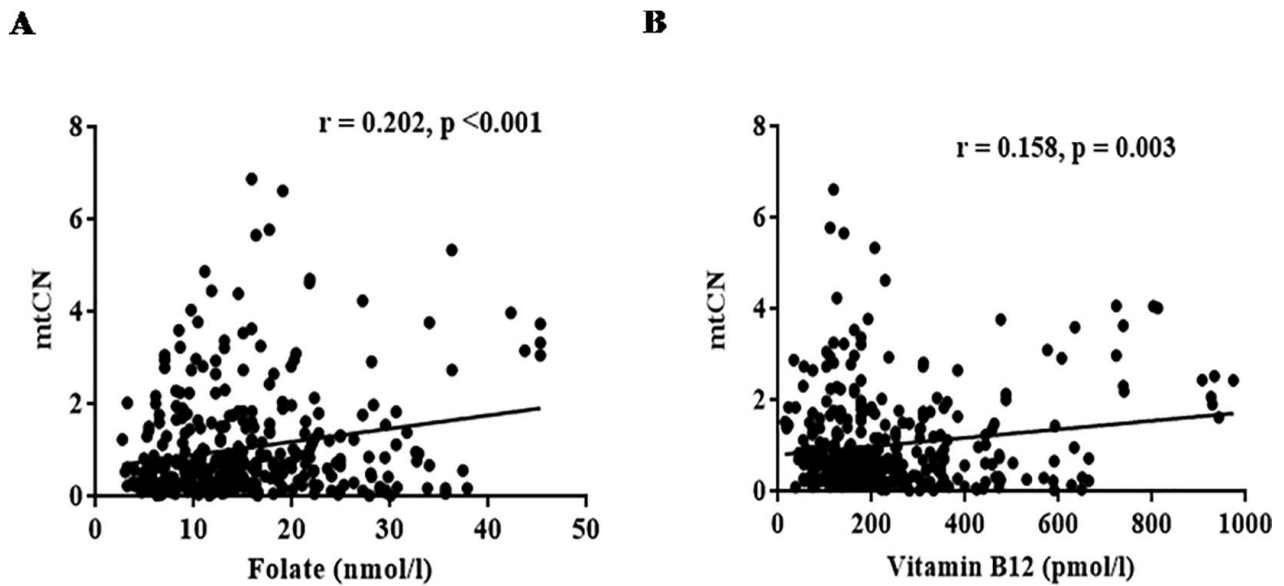 A
B
r = 0.202, p <0.001
r = 0.158, p = 0.003
8
6
4
2
0
mtCN
0
10
20
30
40
50
Folate (nmol/l)
8
6
4
2
0
mtCN
0
200
400
600
800
1000
Vitamin B12 (pmol/l)